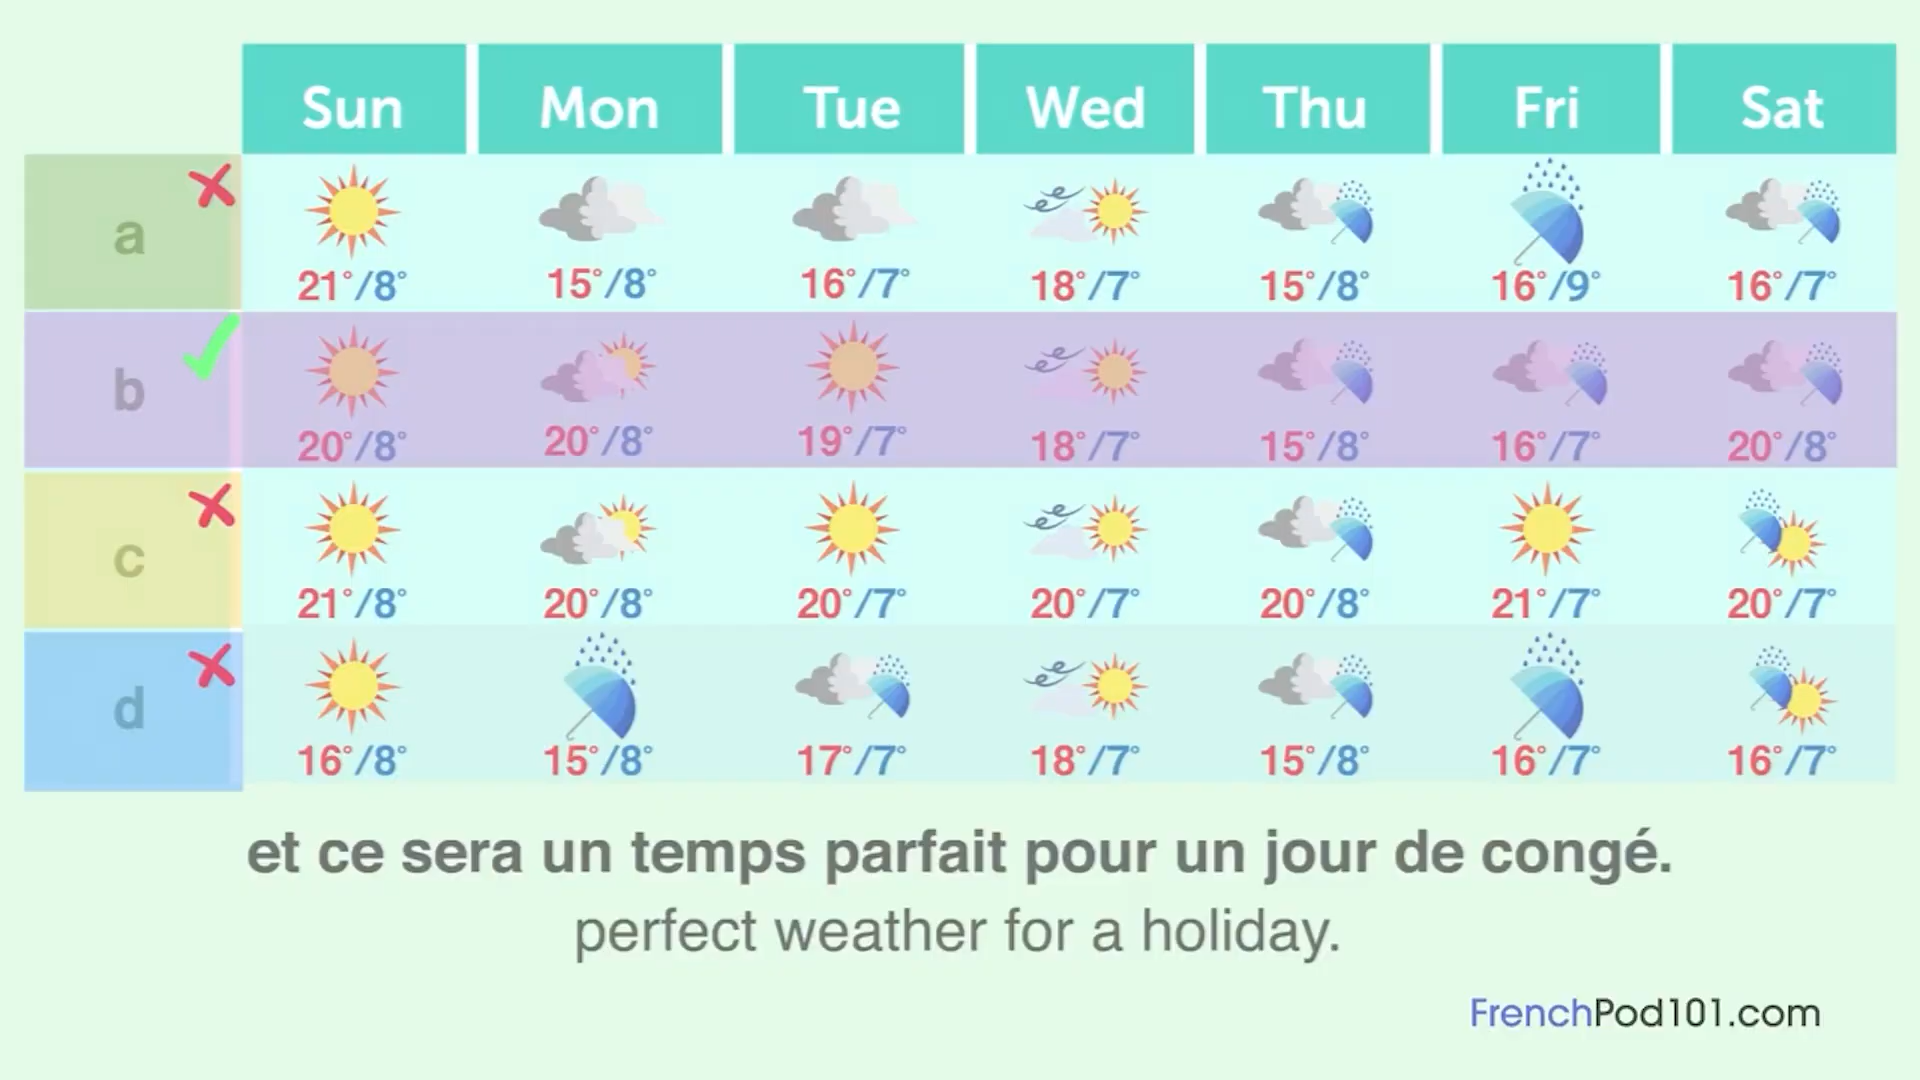 Sun Mon Tue Wed Thu Fri Sat
a
21°/8° 15°/8° 16°/7° 18°/7° 15°/8° 16°/9° 16°/7°
b
20°/8° 20°/8° 19°/7° 18°/7° 15°/8° 16°/7° 20°/8°
c
21°/8° 20°/8° 20°/7° 20°/7° 20°/8° 21°/7° 20°/7°
d
16°/8° 15°/8° 17°/7° 18°/7° 15°/8° 16°/7° 16°/7°
et ce sera un temps parfait pour un jour de congé.
perfect weather for a holiday.
FrenchPod101.com